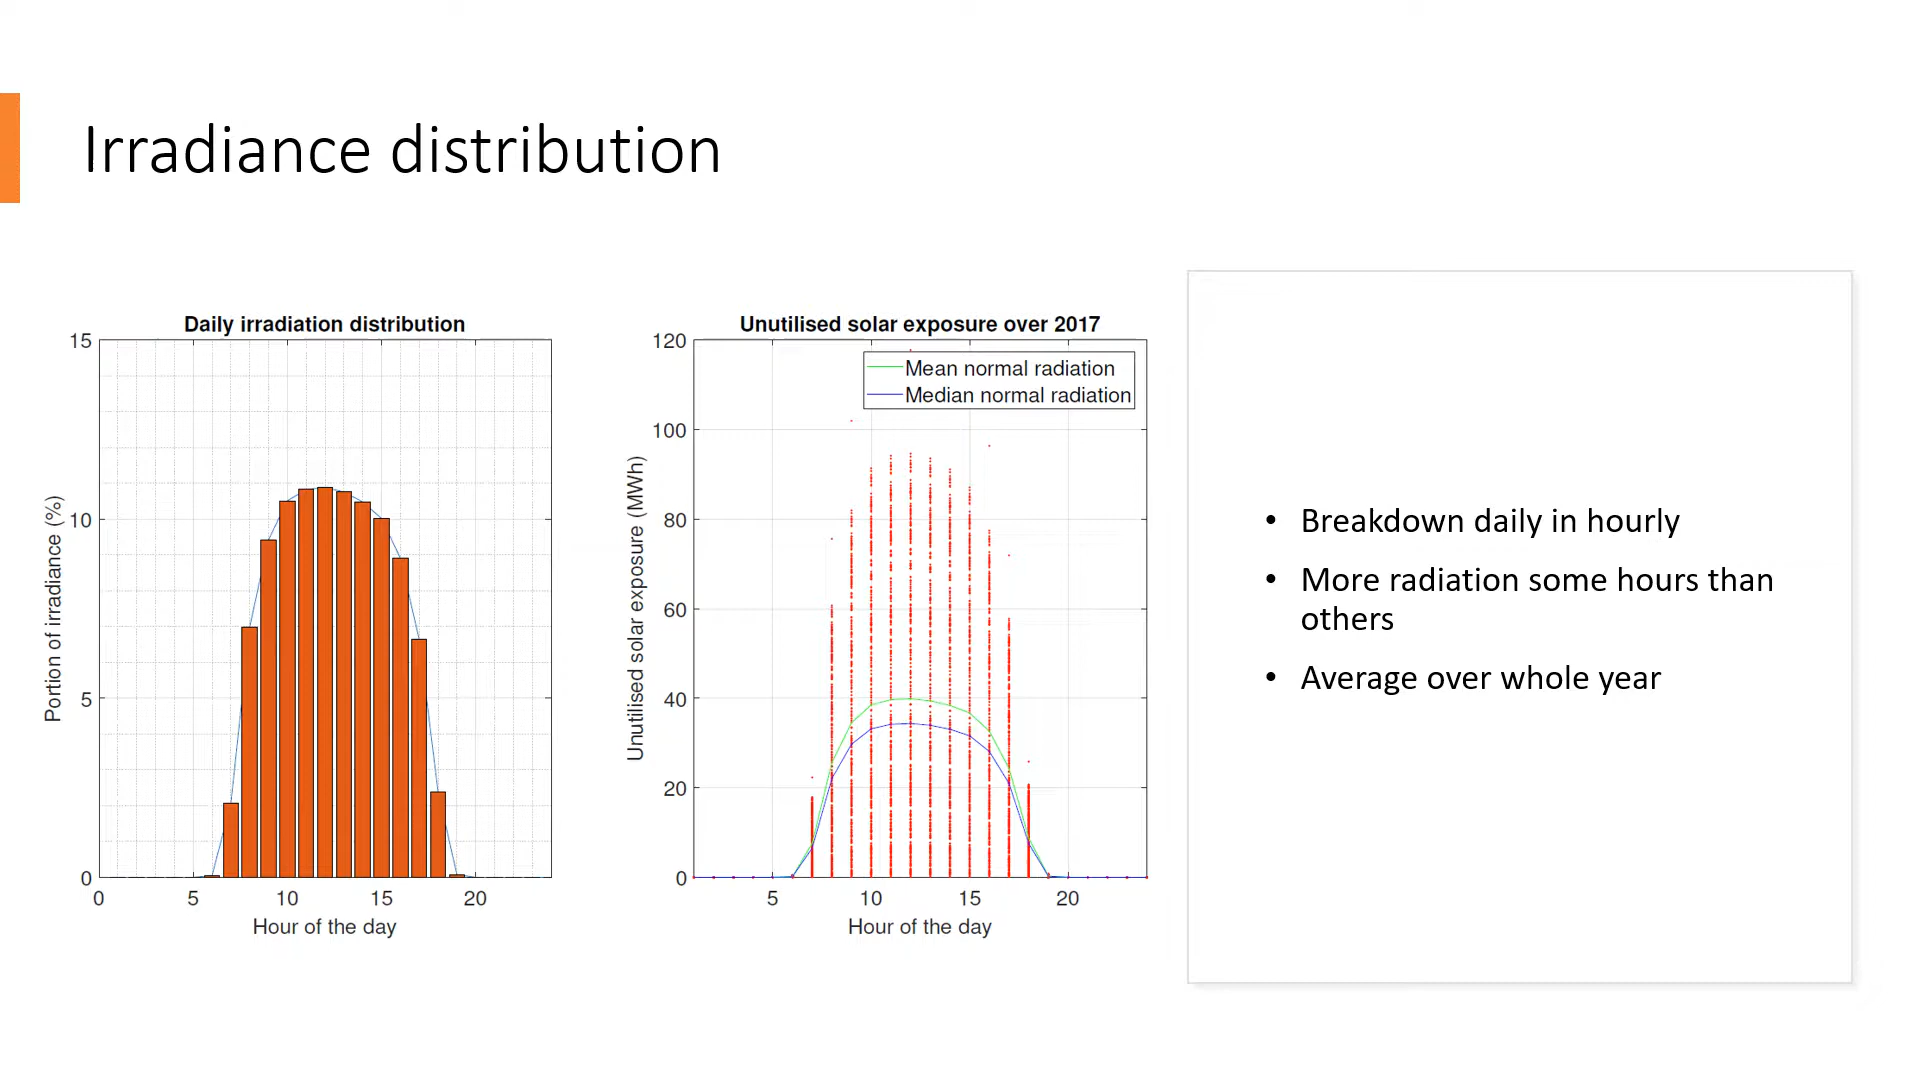 Irradiance distribution
Daily irradiation distribution
15
10
5
0
Portion of irradiance (%)
0 5 10 15 20
Hour of the day
Unutilised solar exposure over 2017
Mean normal radiation
Median normal radiation
120
100
80
60
40
20
0
Unutilised solar exposure (MWh)
5 10 15 20
Hour of the day
• Breakdown daily in hourly
• More radiation some hours than
others
• Average over whole year